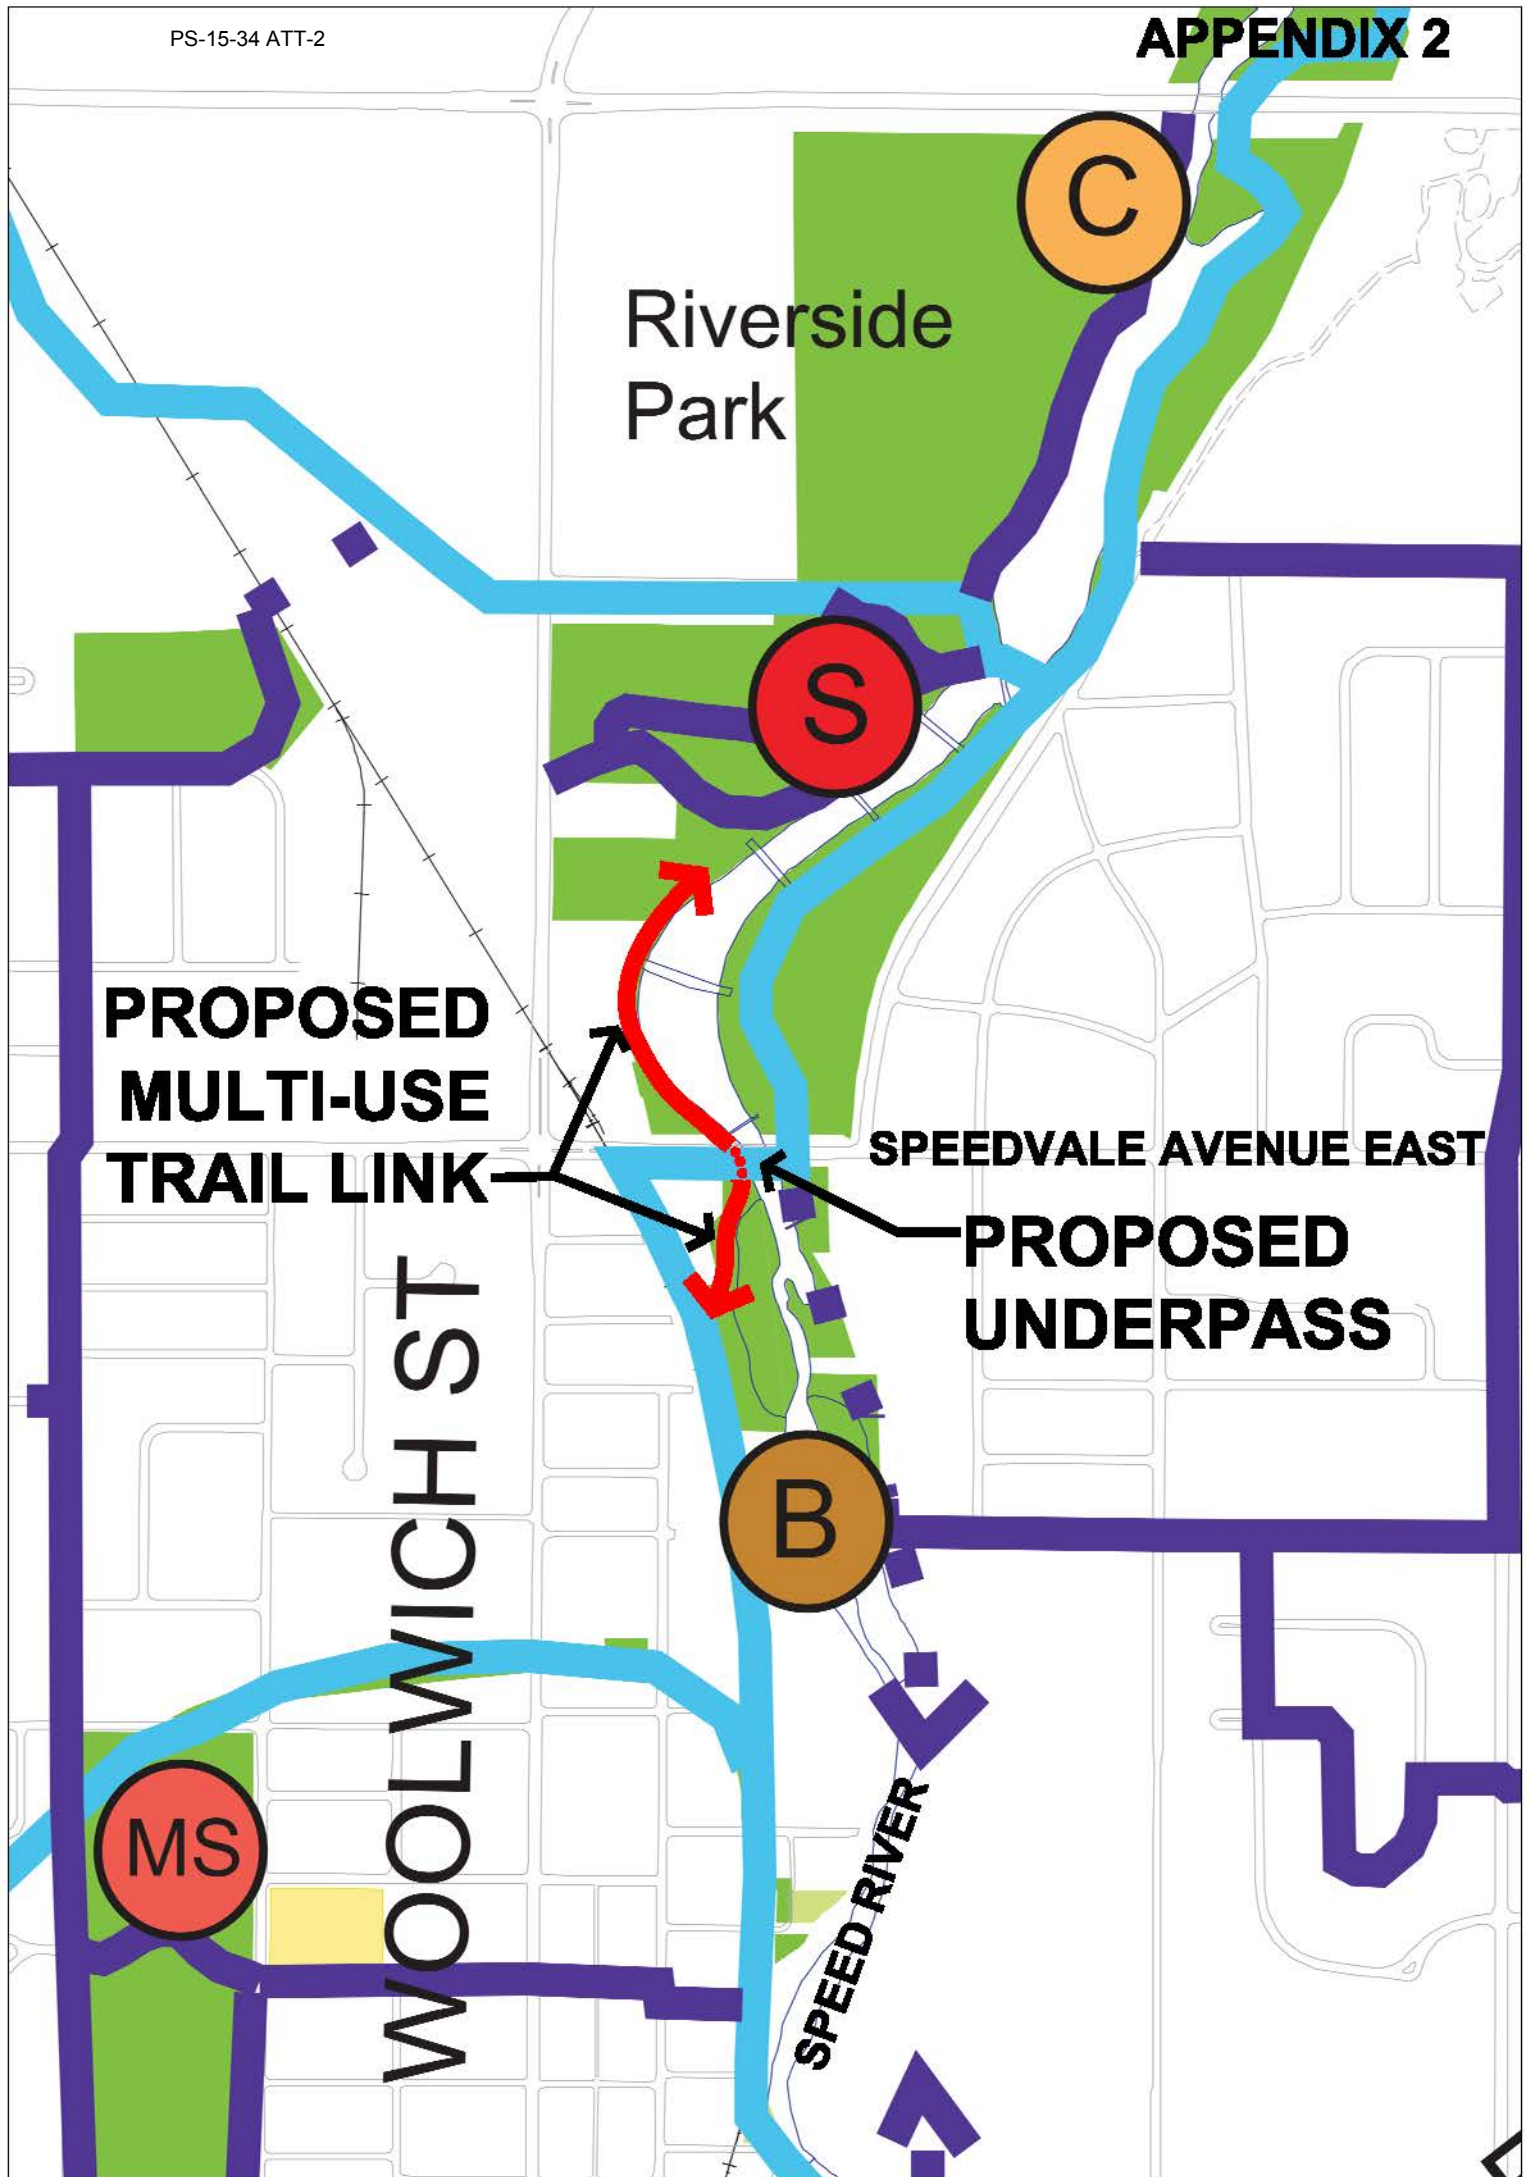 PS-15-34 ATT-2
APPENDIX 2
C
Riverside
Park
S
PROPOSED
MULTI-USE
TRAIL LINK
SPEEDVALE AVENUE EAST
PROPOSED
UNDERPASS
WOOLWICH ST
B
MS
SPEED RIVER